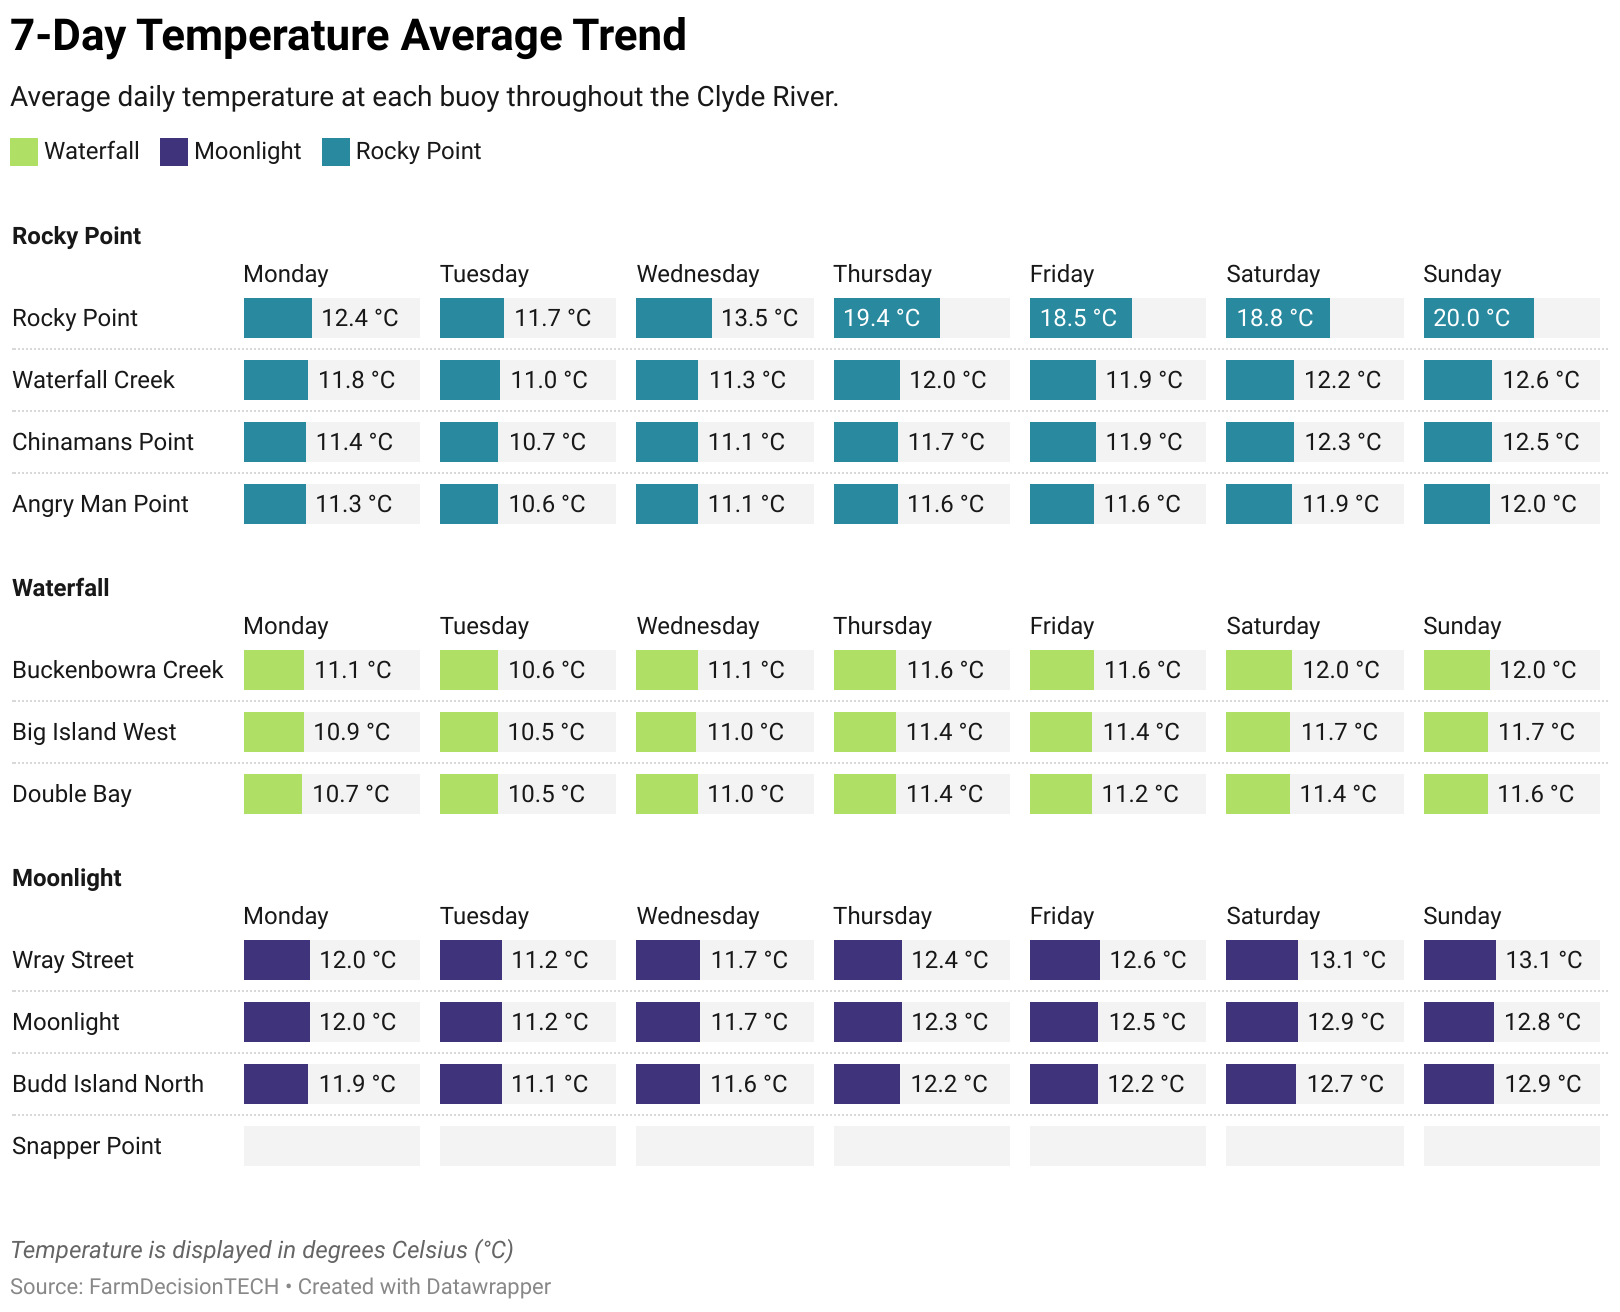 7-Day Temperature Average Trend
Average daily temperature at each buoy throughout the Clyde River.
Waterfall Moonlight Rocky Point
Rocky Point
Monday Tuesday Wednesday Thursday Friday Saturday Sunday
Rocky Point 12.4 °C 11.7 °C 13.5 °C 19.4 °C 18.5 °C 18.8 °C 20.0 °C
Waterfall Creek 11.8 °C 11.0 °C 11.3 °C 12.0 °C 11.9 °C 12.2 °C 12.6 °C
Chinamans Point 11.4 °C 10.7 °C 11.1 °C 11.7 °C 11.9 °C 12.3 °C 12.5 °C
Angry Man Point 11.3 °C 10.6 °C 11.1 °C 11.6 °C 11.6 °C 11.9 °C 12.0 °C
Waterfall
Monday Tuesday Wednesday Thursday Friday Saturday Sunday
Buckenbowra Creek 11.1 °C 10.6 °C 11.1 °C 11.6 °C 11.6 °C 12.0 °C 12.0 °C
Big Island West 10.9 °C 10.5 °C 11.0 °C 11.4 °C 11.4 °C 11.7 °C 11.7 °C
Double Bay 10.7 °C 10.5 °C 11.0 °C 11.4 °C 11.2 °C 11.4 °C 11.6 °C
Moonlight
Monday Tuesday Wednesday Thursday Friday Saturday Sunday
Wray Street 12.0 °C 11.2 °C 11.7 °C 12.4 °C 12.6 °C 13.1 °C 13.1 °C
Moonlight 12.0 °C 11.2 °C 11.7 °C 12.3 °C 12.5 °C 12.9 °C 12.8 °C
Budd Island North 11.9 °C 11.1 °C 11.6 °C 12.2 °C 12.2 °C 12.7 °C 12.9 °C
Snapper Point
Temperature is displayed in degrees Celsius (°C)
Source: FarmDecisionTECH • Created with Datawrapper